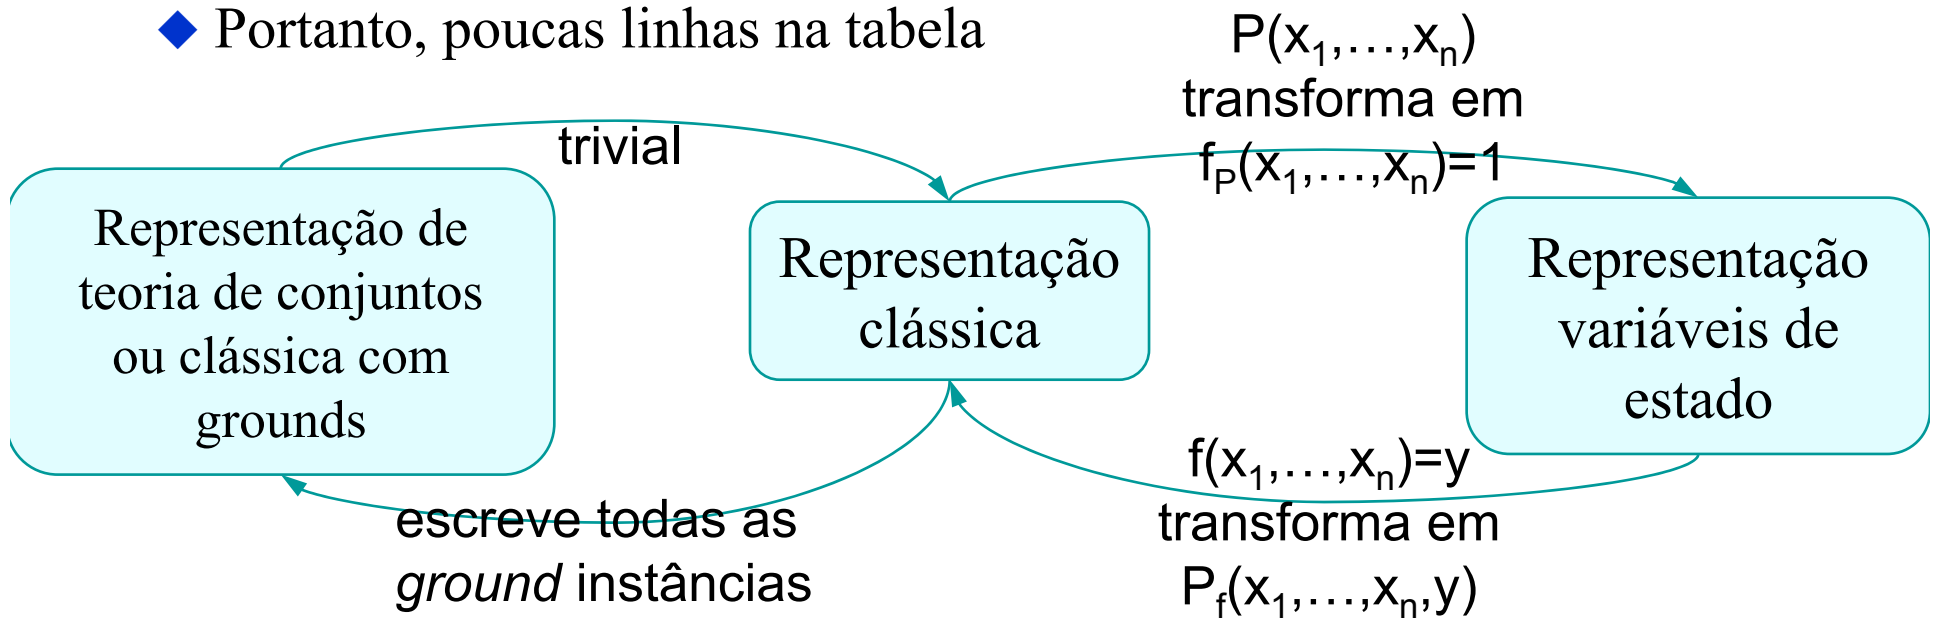 ◆ Portanto, poucas linhas na tabela
P(x₁,…,xₙ)
transforma em
f_P(x₁,…,xₙ)=1
trivial
Representação de
teoria de conjuntos
ou clássica com
grounds
Representação
clássica
Representação
variáveis de
estado
escreve todas as
ground instâncias
f(x₁,…,xₙ)=y
transforma em
P_f(x₁,…,xₙ,y)